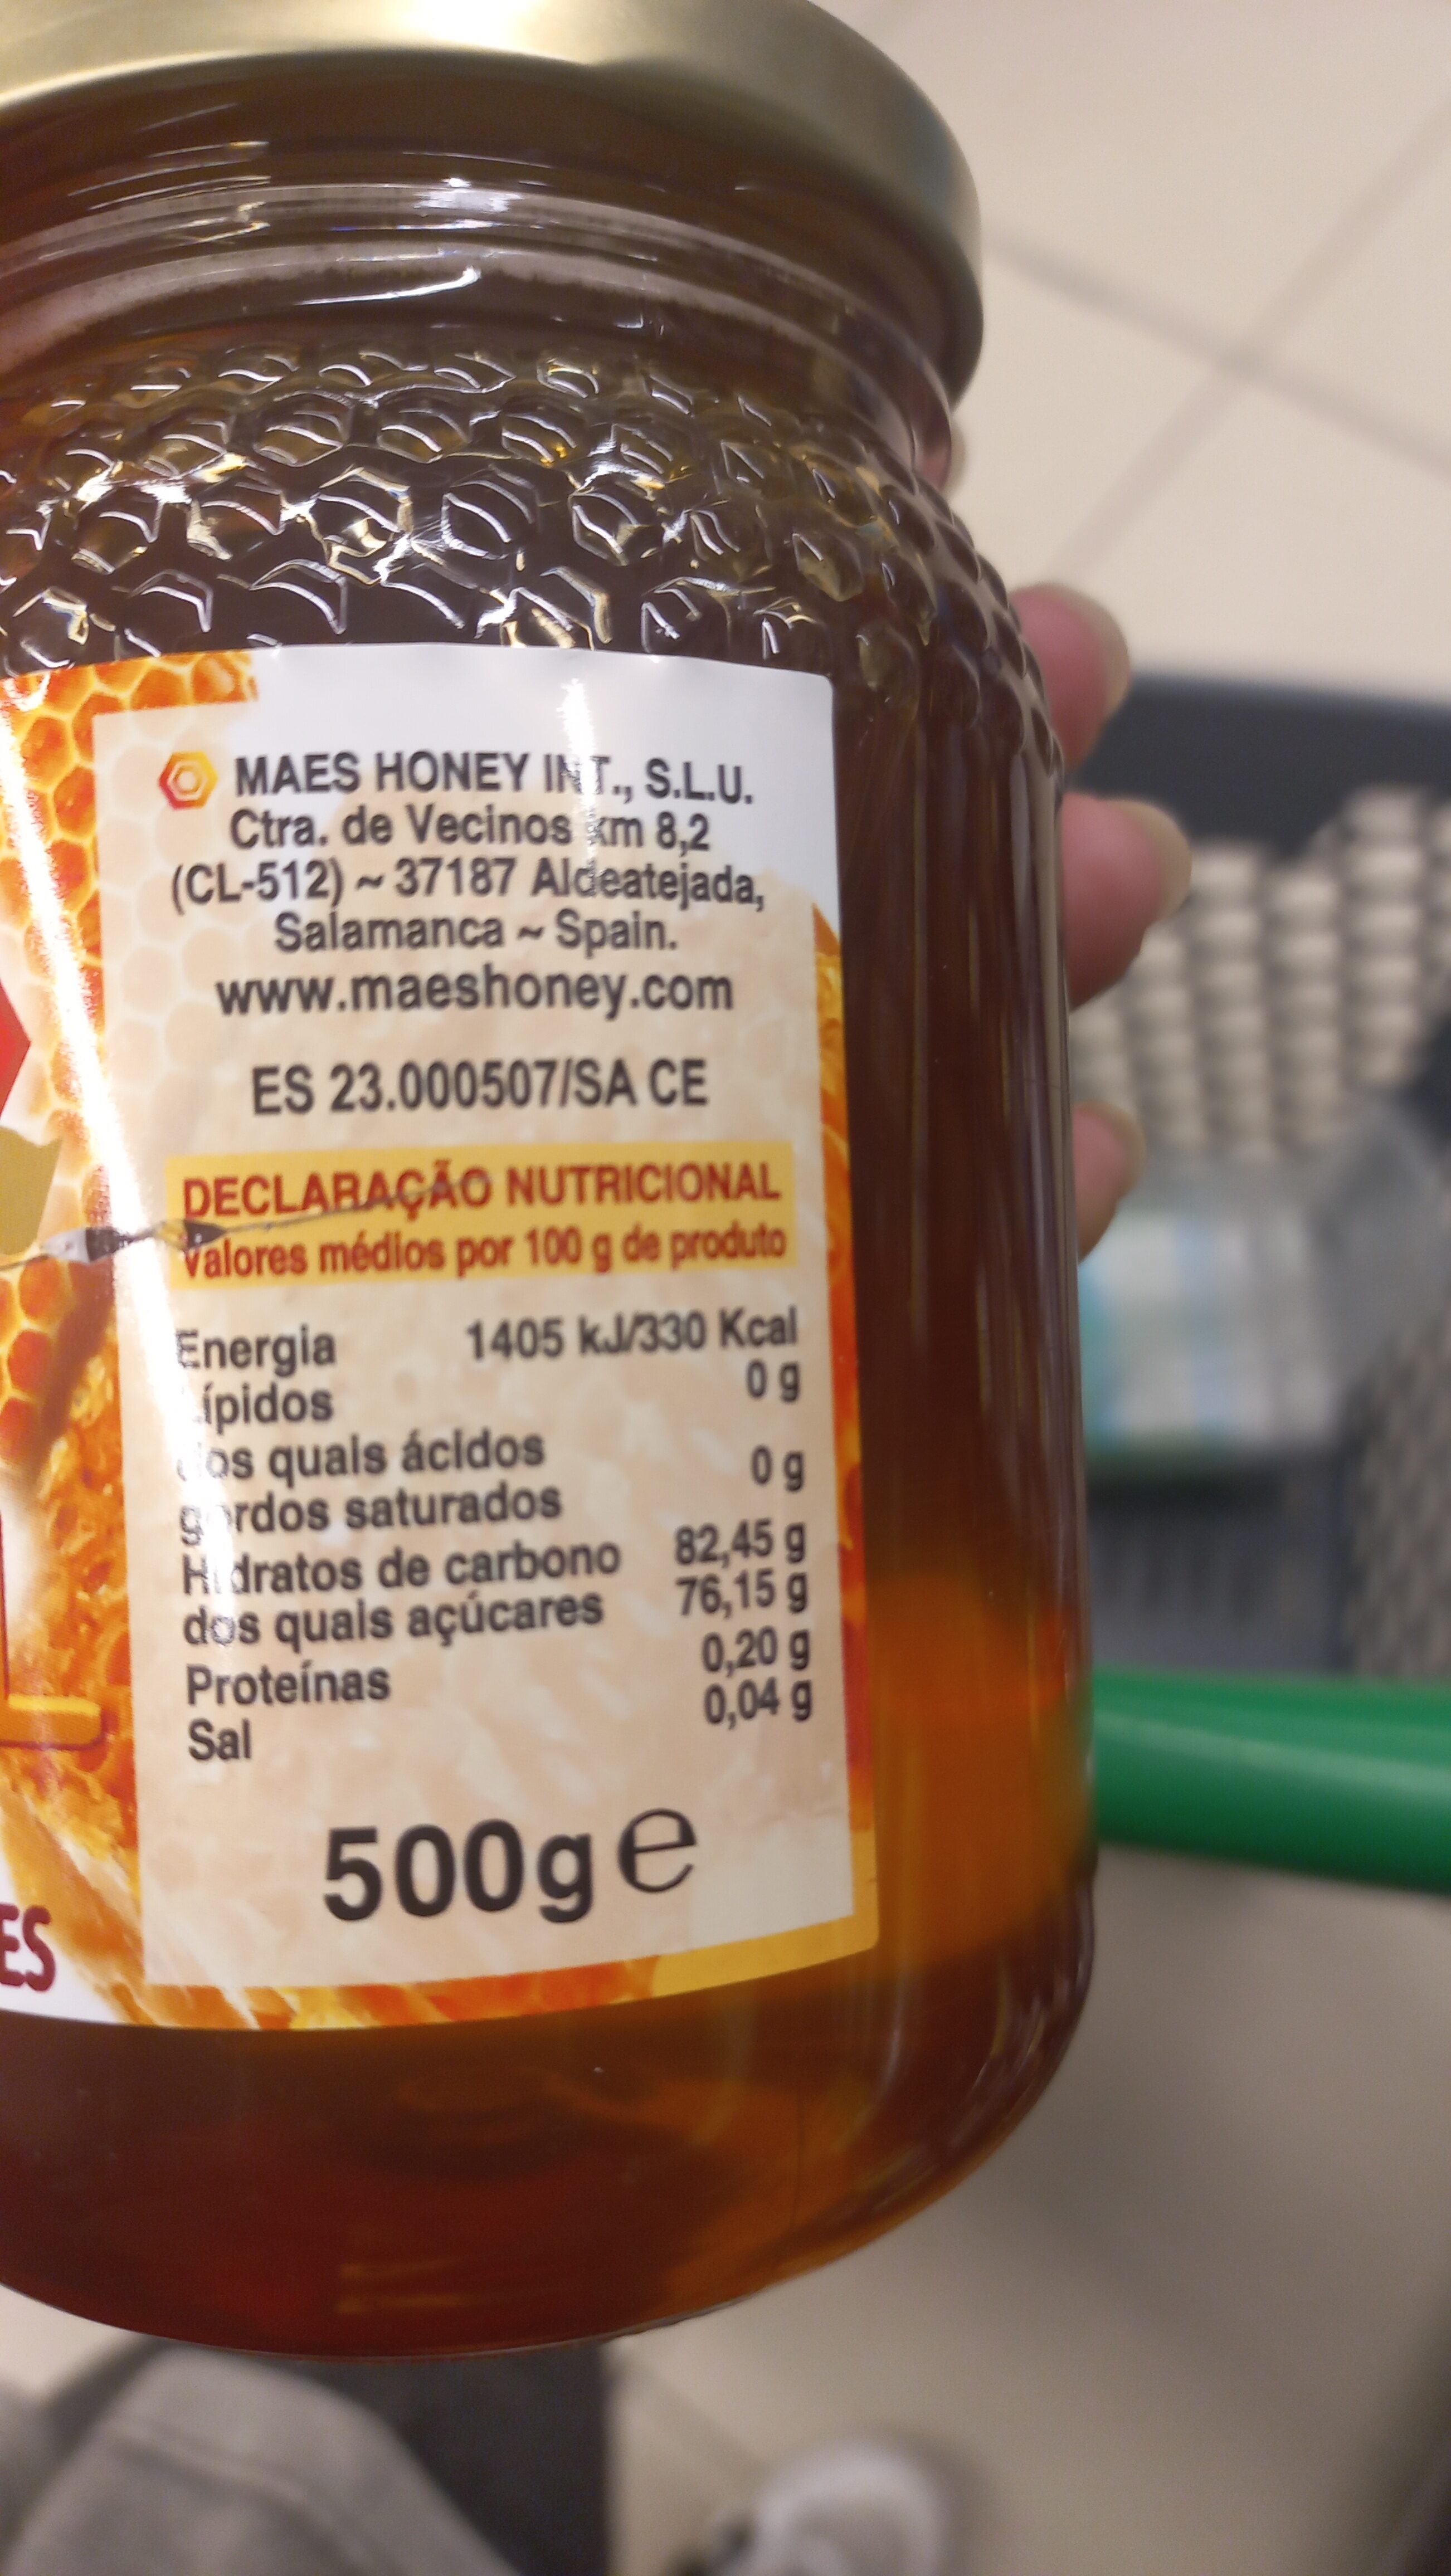 MAES HONEY INT., S.L.U.
Ctra. de Vecinos km 8,2
(CL-512) ~ 37187 Aldeatejada,
Salamanca ~ Spain.
www.maeshoney.com
ES 23.000507/SA CE
DECLARAÇÃO NUTRICIONAL
valores médios por 100 g de produto
Energia 1405 kJ/330 Kcal
Lípidos 0 g
dos quais ácidos
gordos saturados 0 g
Hidratos de carbono 82,45 g
dos quais açúcares 76,15 g
Proteínas 0,20 g
Sal 0,04 g
500g e